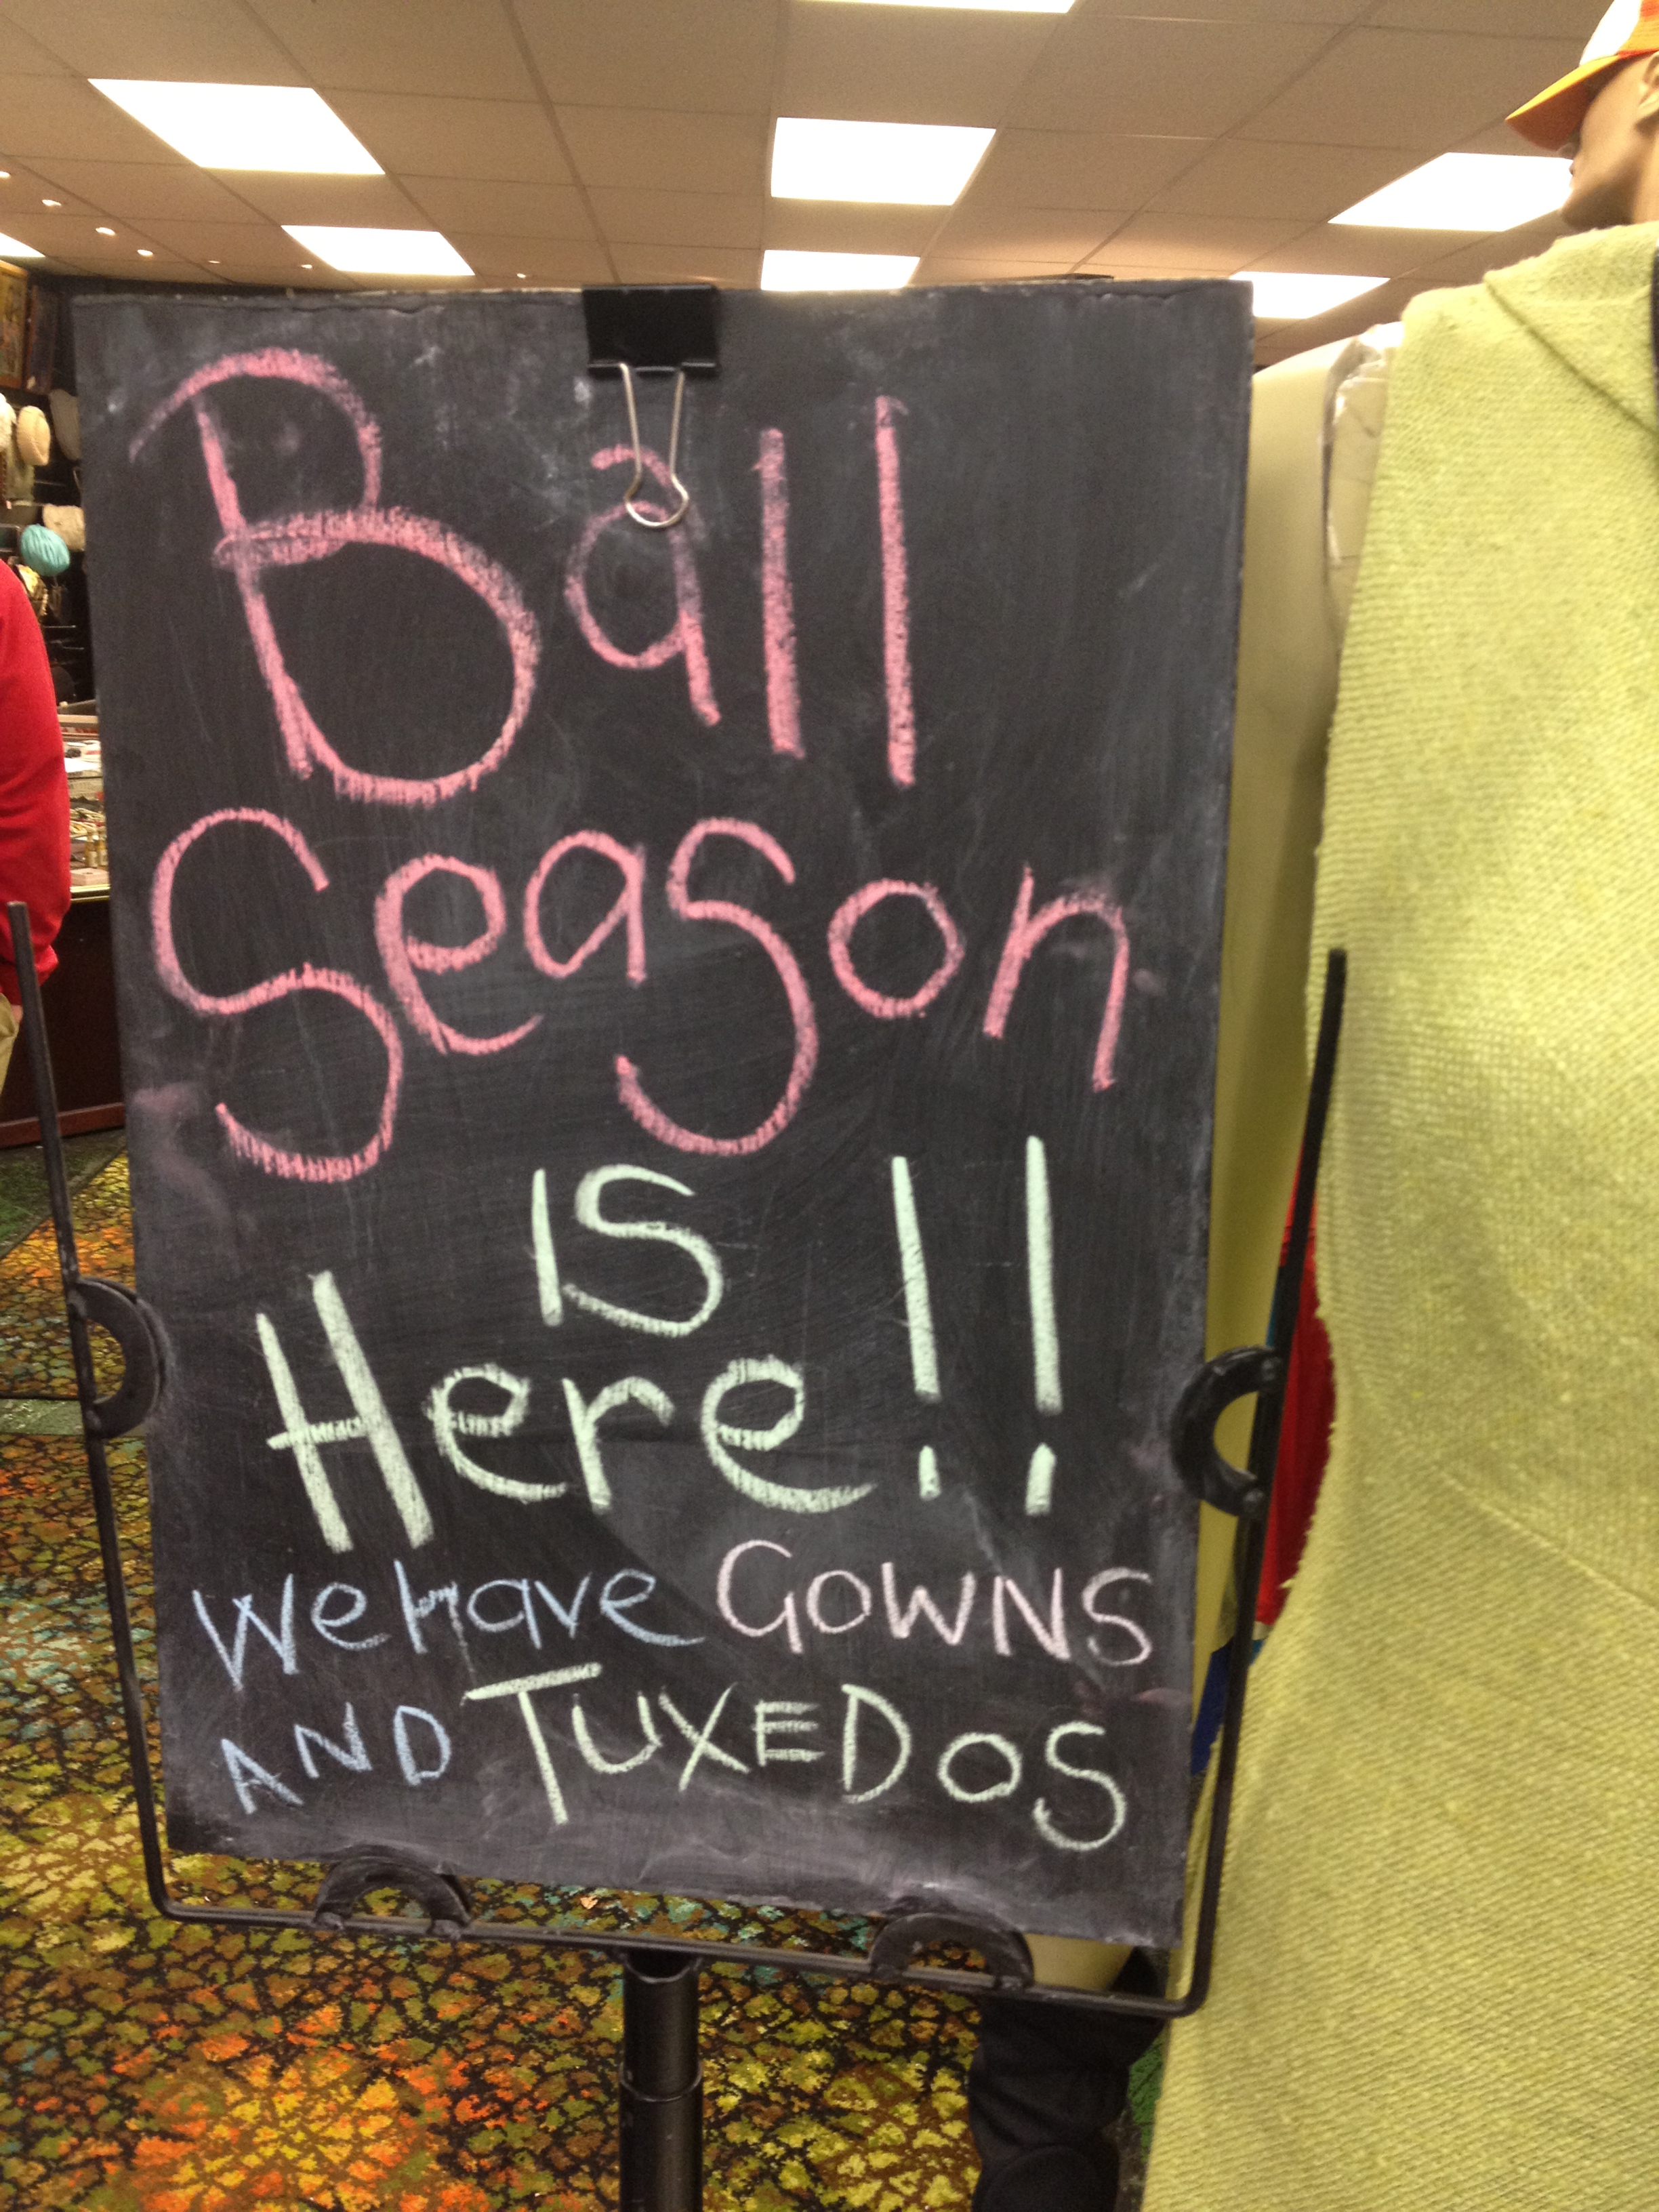 Ball
Season
IS
Here!!
We Have GOWNS
AND TUXEDOS